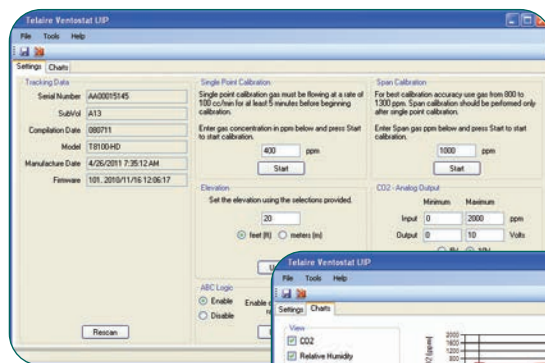 Telaire Ventostat UIP
File Tools Help
Settings Charts
Tracking Data
Serial Number AA00015145
SubVol A13
Compilation Date 080711
Model T8100-HD
Manufacture Date 4/26/2011 7:35:12 AM
Firmware 101. 2010/11/16 12:06:17
Rescan
Single Point Calibration
Single point calibration gas must be flowing at a rate of
100 cc/min for at least 5 minutes before beginning
calibration.
Enter gas concentration in ppm below and press Start
to start calibration.
400 ppm
Start
Elevation
Set the elevation using the selections provided.
20
feet (ft) meters (m)
ABC Logic
Enable
Disable
Span Calibration
For best calibration accuracy use gas from 800 to
1300 ppm. Span calibration should be performed only
after single point calibration.
Enter Span gas ppm below and press Start to start
calibration.
1000 ppm
Start
CO2 - Analog Output
Minimum Maximum
Input 0 2000 ppm
Output 0 10 Volts
Telaire Ventostat UIP
File Tools Help
Settings Charts
View
CO2
Relative Humidity
2000
1600
1200
800